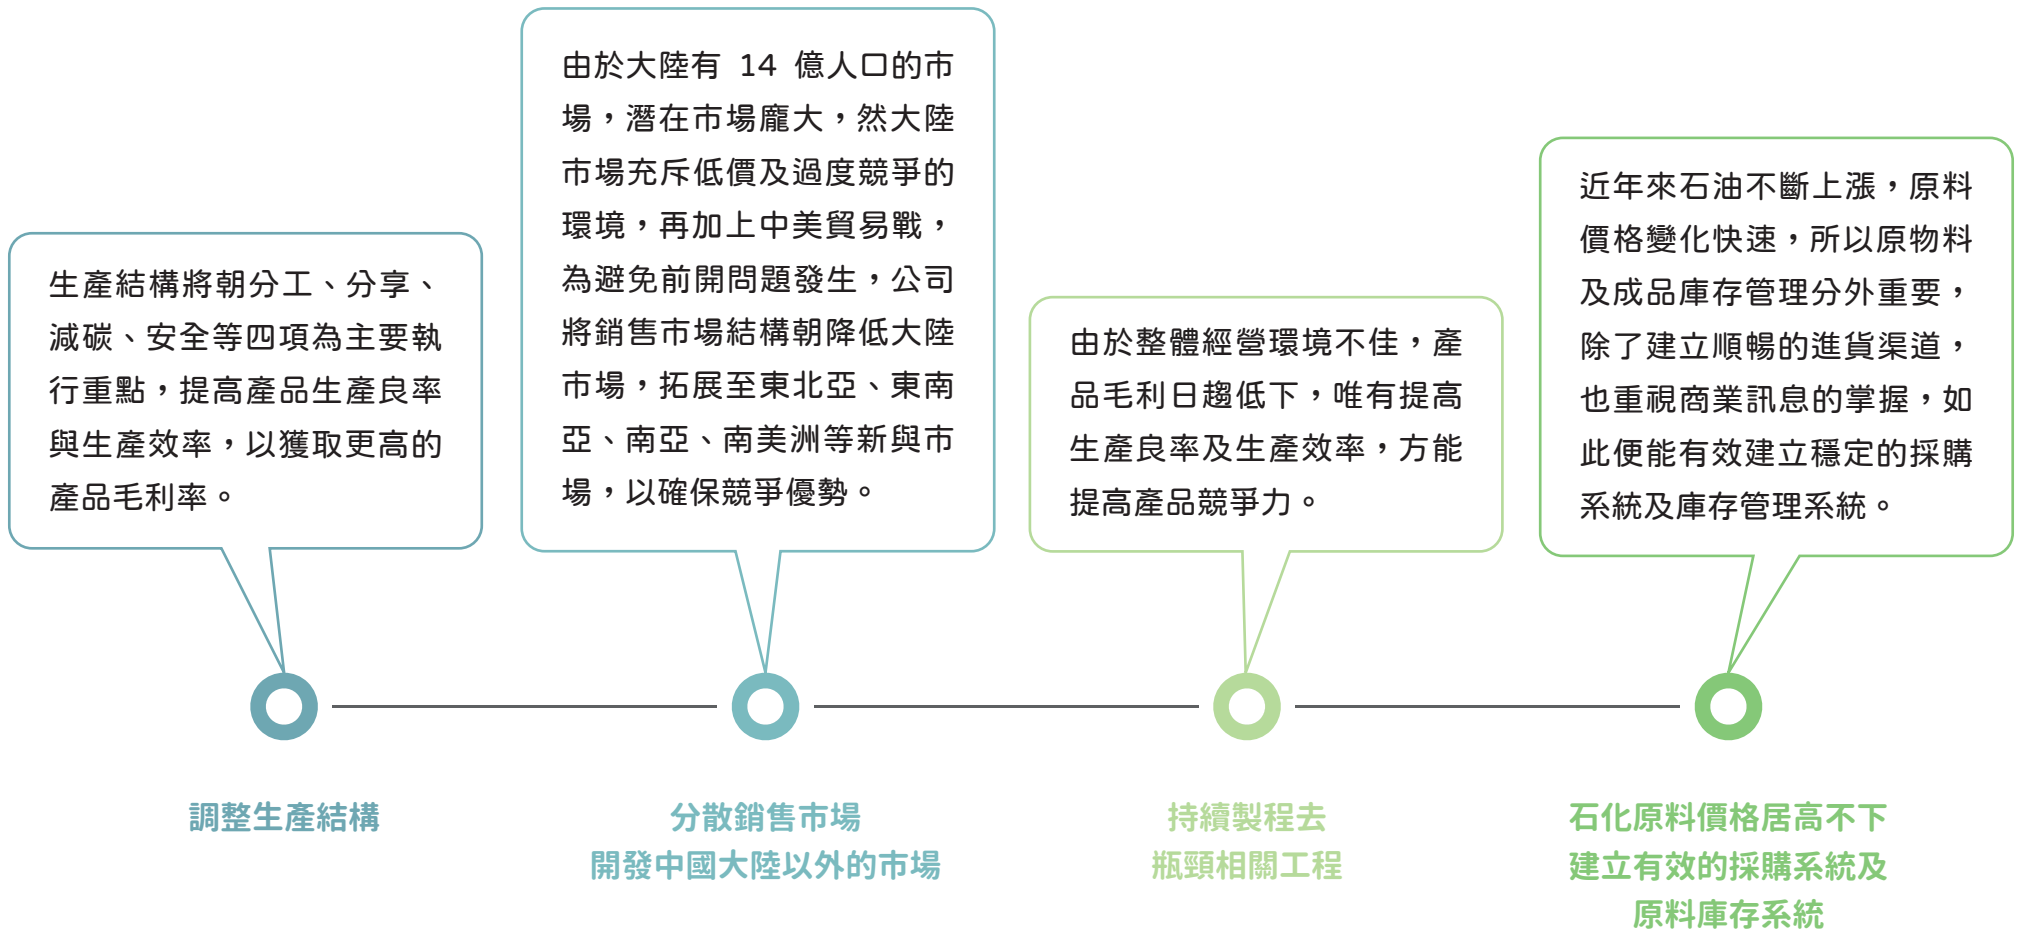 生產結構將朝分工、分享、
減碳、安全等四項為主要執
行重點，提高產品生產良率
與生產效率，以獲取更高的
產品毛利率。
由於大陸有 14 億人口的市
場，潛在市場龐大，然大陸
市場充斥低價及過度競爭的
環境，再加上中美貿易戰，
為避免前開問題發生，公司
將銷售市場結構朝降低大陸
市場，拓展至東北亞、東南
亞、南亞、南美洲等新與市
場，以確保競爭優勢。
由於整體經營環境不佳，產
品毛利日趨低下，唯有提高
生產良率及生產效率，方能
提高產品競爭力。
近年來石油不斷上漲，原料
價格變化快速，所以原物料
及成品庫存管理分外重要，
除了建立順暢的進貨渠道，
也重視商業訊息的掌握，如
此便能有效建立穩定的採購
系統及庫存管理系統。
調整生產結構
分散銷售市場
開發中國大陸以外的市場
持續製程去
瓶頸相關工程
石化原料價格居高不下
建立有效的採購系統及
原料庫存系統